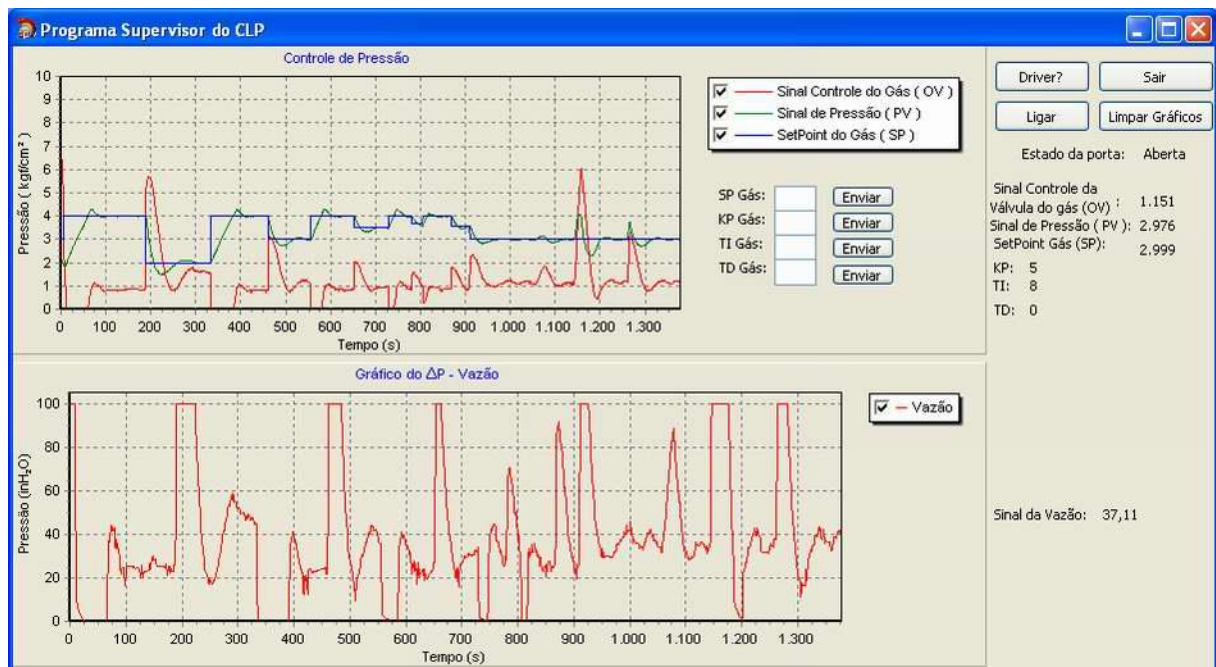 Programa Supervisor do CLP
Controle de Pressão
Pressão ( kgf/cm² )
10
9
8
7
6
5
4
3
2
1
0
0 100 200 300 400 500 600 700 800 900 1.000 1.100 1.200 1.300
Tempo (s)
Sinal Controle do Gás ( OV )
Sinal de Pressão ( PV )
SetPoint do Gás ( SP )
SP Gás: Enviar
KP Gás: Enviar
TI Gás: Enviar
TD Gás: Enviar
Driver? Sair
Ligar Limpar Gráficos
Estado da porta: Aberta
Sinal Controle da
Válvula do gás (OV) : 1.151
Sinal de Pressão ( PV ): 2.976
SetPoint Gás (SP): 2.999
KP: 5
TI: 8
TD: 0
Gráfico do ΔP - Vazão
Pressão (inH₂O)
100
80
60
40
20
0
0 100 200 300 400 500 600 700 800 900 1.000 1.100 1.200 1.300
Tempo (s)
Vazão
Sinal da Vazão: 37,11